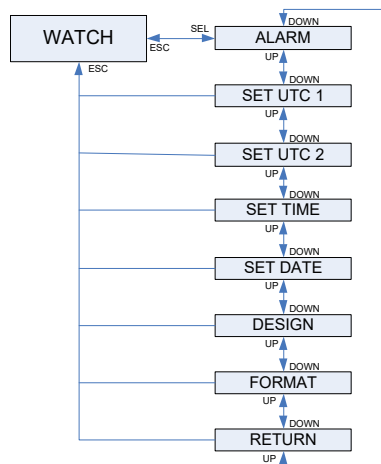 DOWN
WATCH
SEL
ESC
ALARM
ESC
UP
DOWN
SET UTC 1
UP
DOWN
SET UTC 2
UP
DOWN
SET TIME
UP
DOWN
SET DATE
UP
DOWN
DESIGN
UP
DOWN
FORMAT
UP
DOWN
RETURN
UP